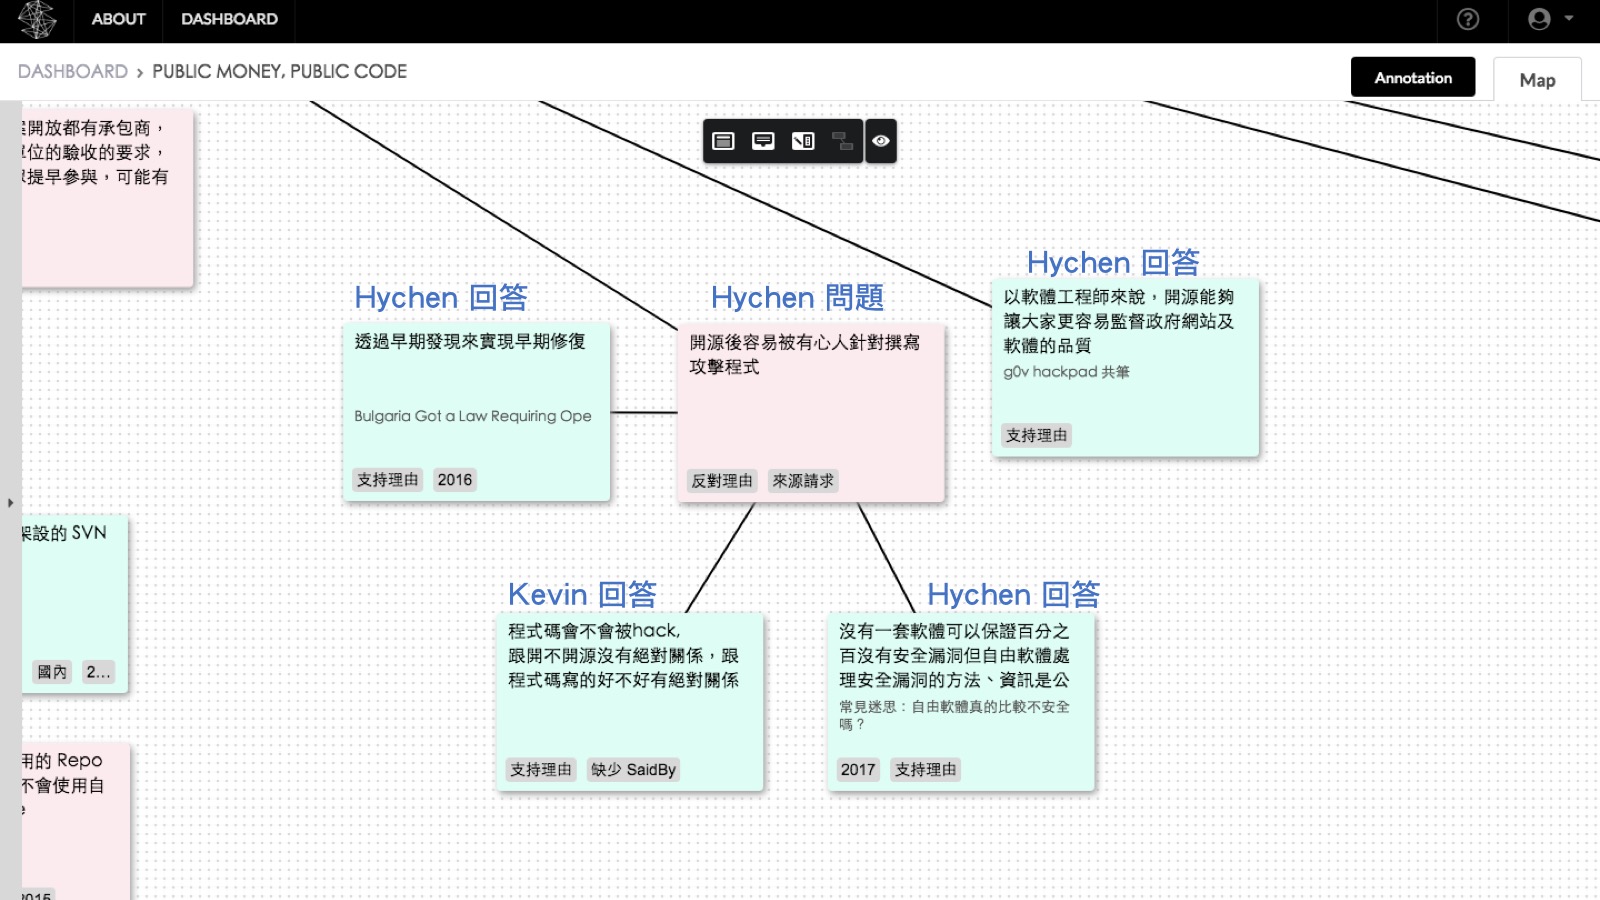 ABOUT
DASHBOARD
DASHBOARD › PUBLIC MONEY, PUBLIC CODE
Annotation
Map
開放都有承包商，
位的驗收的要求，
提早參與，可能有
Hychen 回答
透過早期發現來實現早期修復
Bulgaria Got a Law Requiring Ope
支持理由 2016
Hychen 問題
開源後容易被有心人針對撰寫
攻擊程式
反對理由 來源請求
Hychen 回答
以軟體工程師來說，開源能夠
讓大家更容易監督政府網站及
軟體的品質
g0v hackpad 共筆
支持理由
架設的 SVN
國內 2...
Kevin 回答
程式碼會不會被hack,
跟開不開源沒有絕對關係，跟
程式碼寫的好不好有絕對關係
支持理由 缺少 SaidBy
Hychen 回答
沒有一套軟體可以保證百分之
百沒有安全漏洞但自由軟體處
理安全漏洞的方法、資訊是公
常見迷思：自由軟體真的比較不安全
嗎？
2017 支持理由
用的 Repo
不會使用自
2015